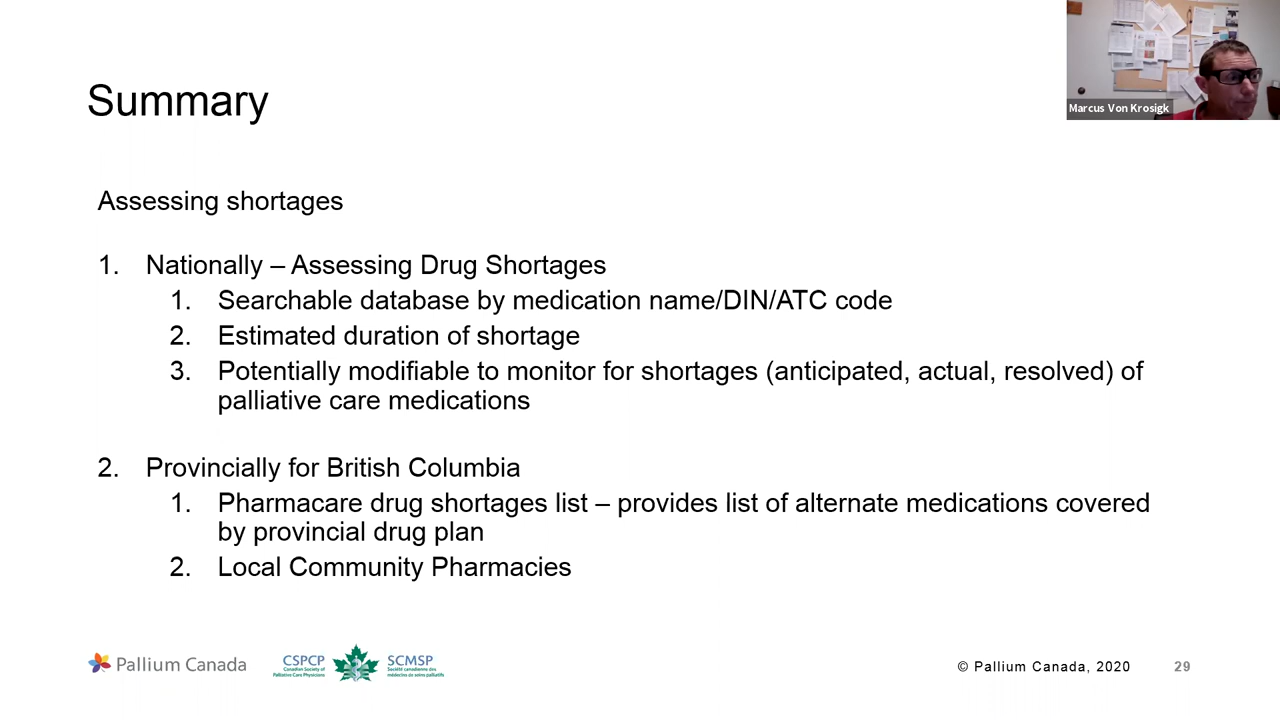 Summary
Marcus Von Krosigk
Assessing shortages
1. Nationally – Assessing Drug Shortages
1. Searchable database by medication name/DIN/ATC code
2. Estimated duration of shortage
3. Potentially modifiable to monitor for shortages (anticipated, actual, resolved) of
palliative care medications
2. Provincially for British Columbia
1. Pharmacare drug shortages list – provides list of alternate medications covered
by provincial drug plan
2. Local Community Pharmacies
Pallium Canada
CSPCP
Canadian Society of
Palliative Care Physicians
SCMSP
Société canadienne des
médecins de soins palliatifs
© Pallium Canada, 2020
29